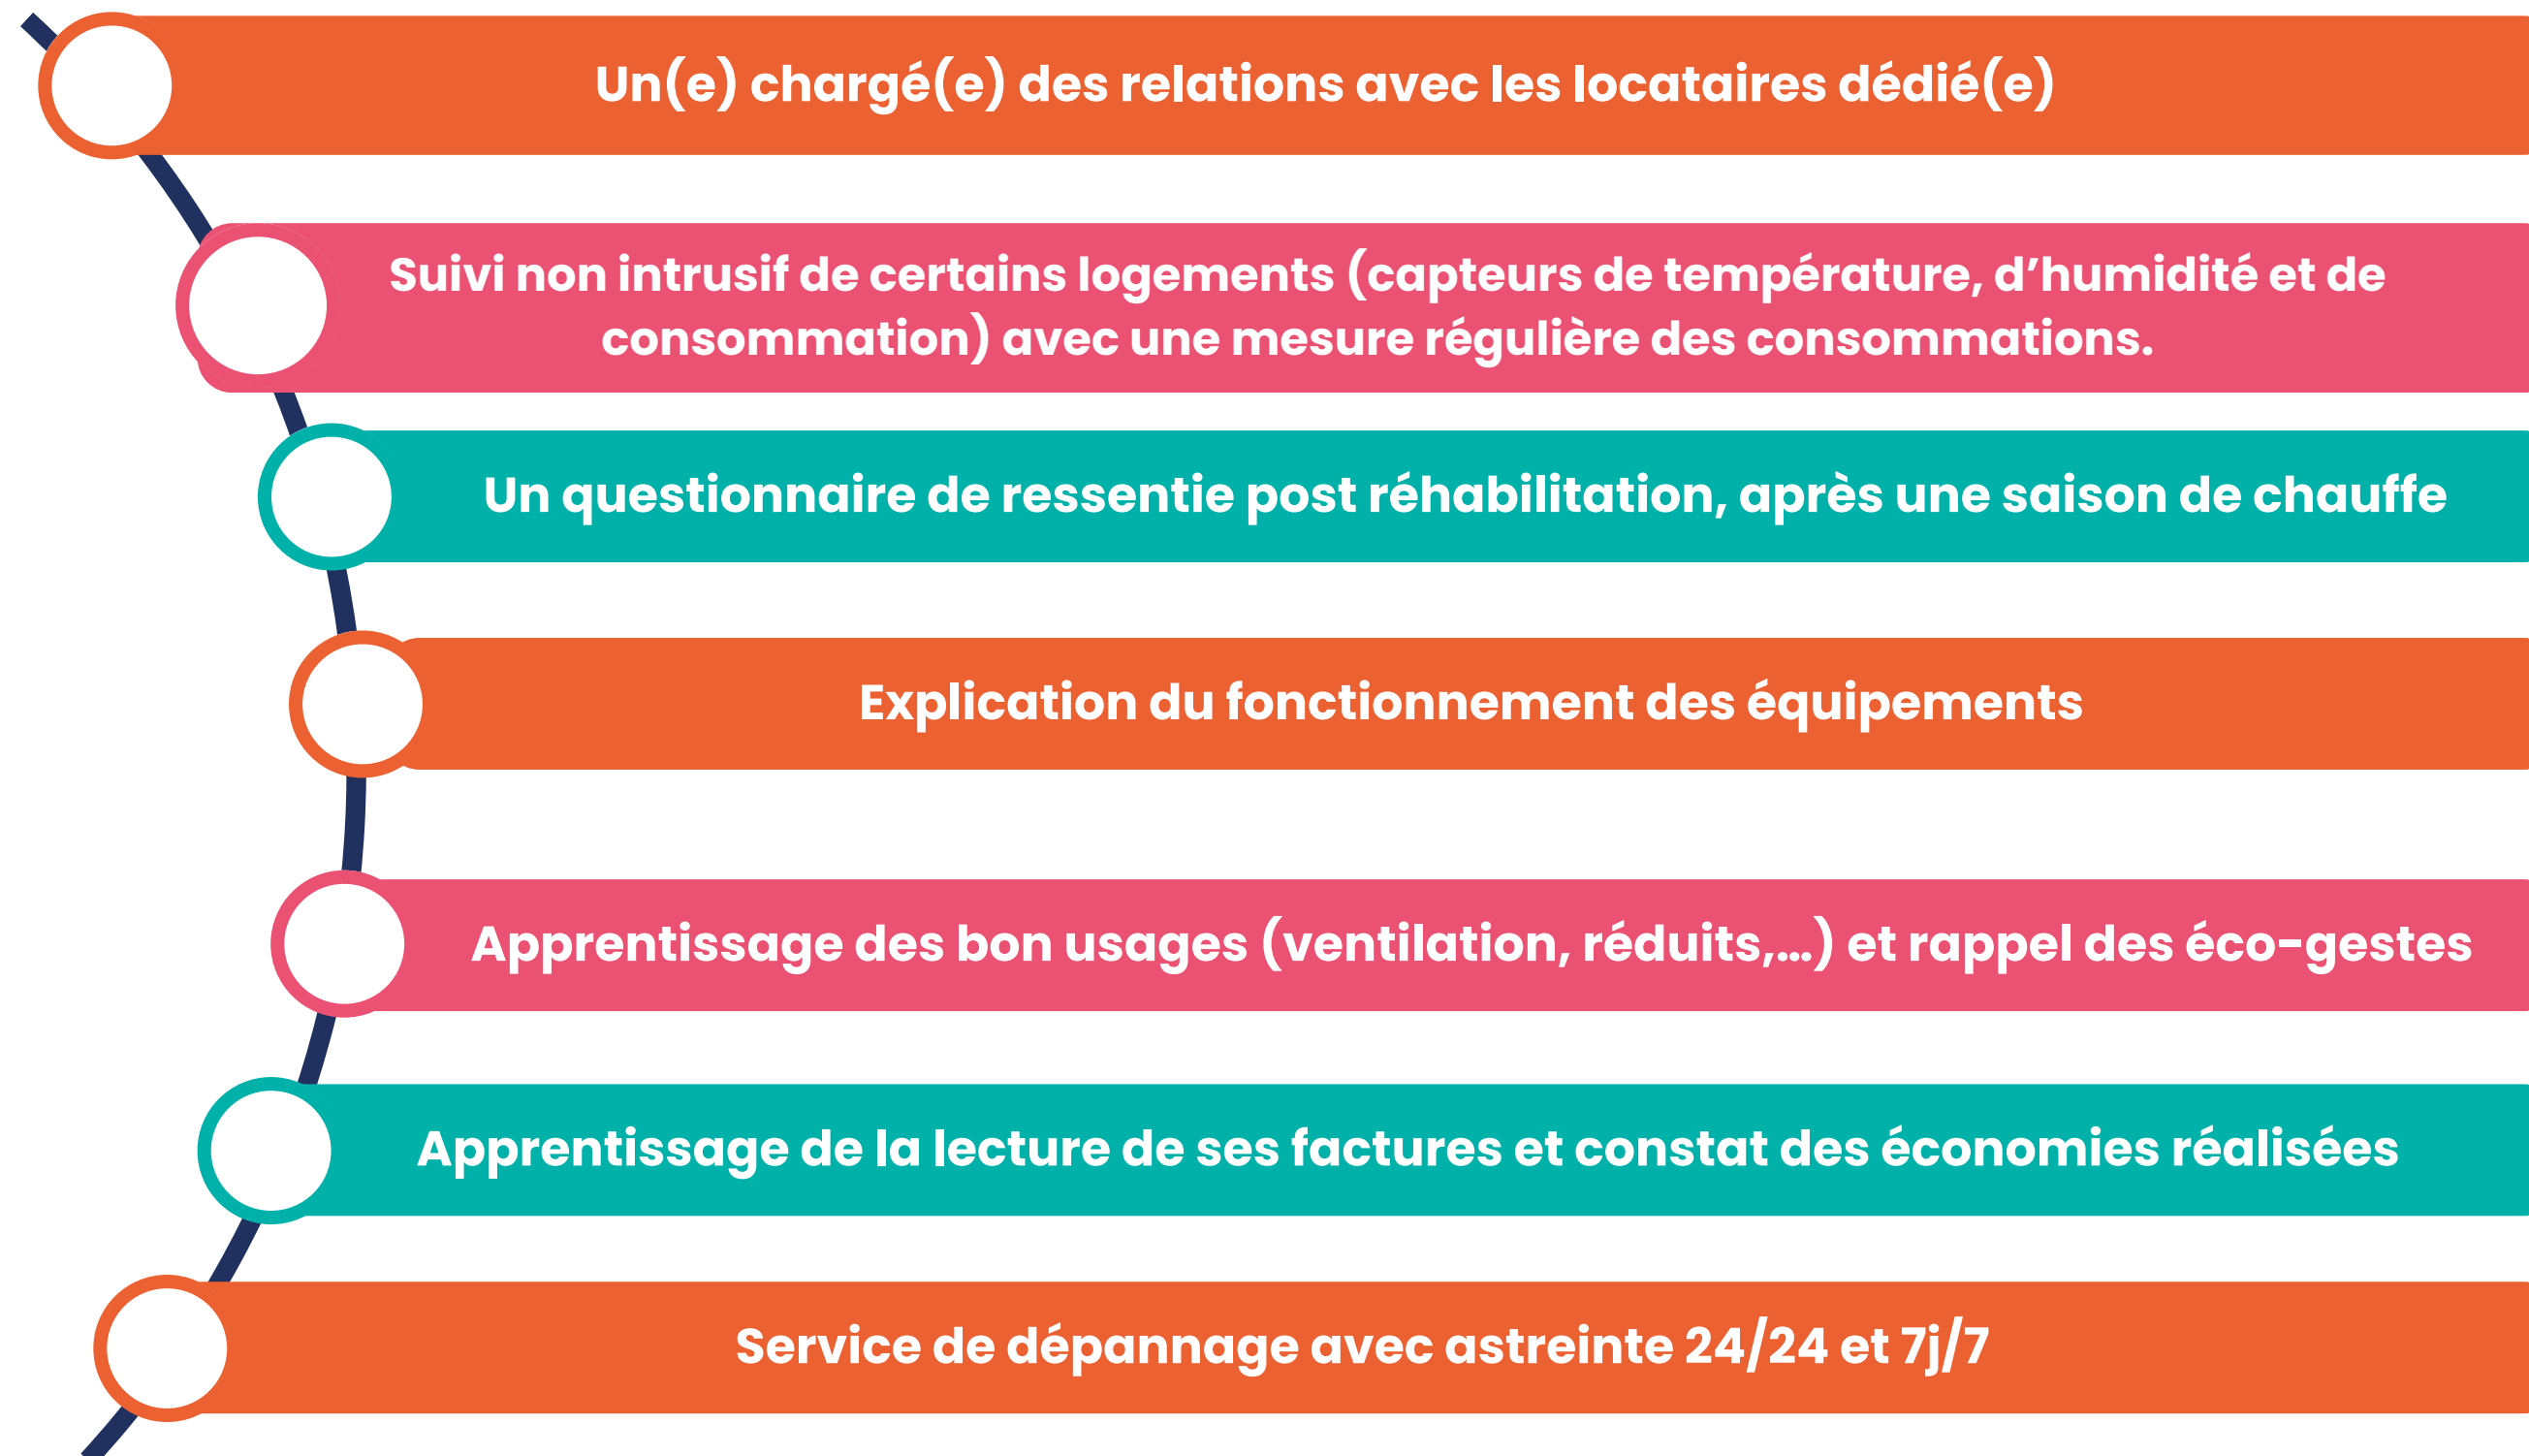 Un(e) chargé(e) des relations avec les locataires dédié(e)
Suivi non intrusif de certains logements (capteurs de température, d’humidité et de
consommation) avec une mesure régulière des consommations.
Un questionnaire de ressentie post réhabilitation, après une saison de chauffe
Explication du fonctionnement des équipements
Apprentissage des bon usages (ventilation, réduits,...) et rappel des éco-gestes
Apprentissage de la lecture de ses factures et constat des économies réalisées
Service de dépannage avec astreinte 24/24 et 7j/7